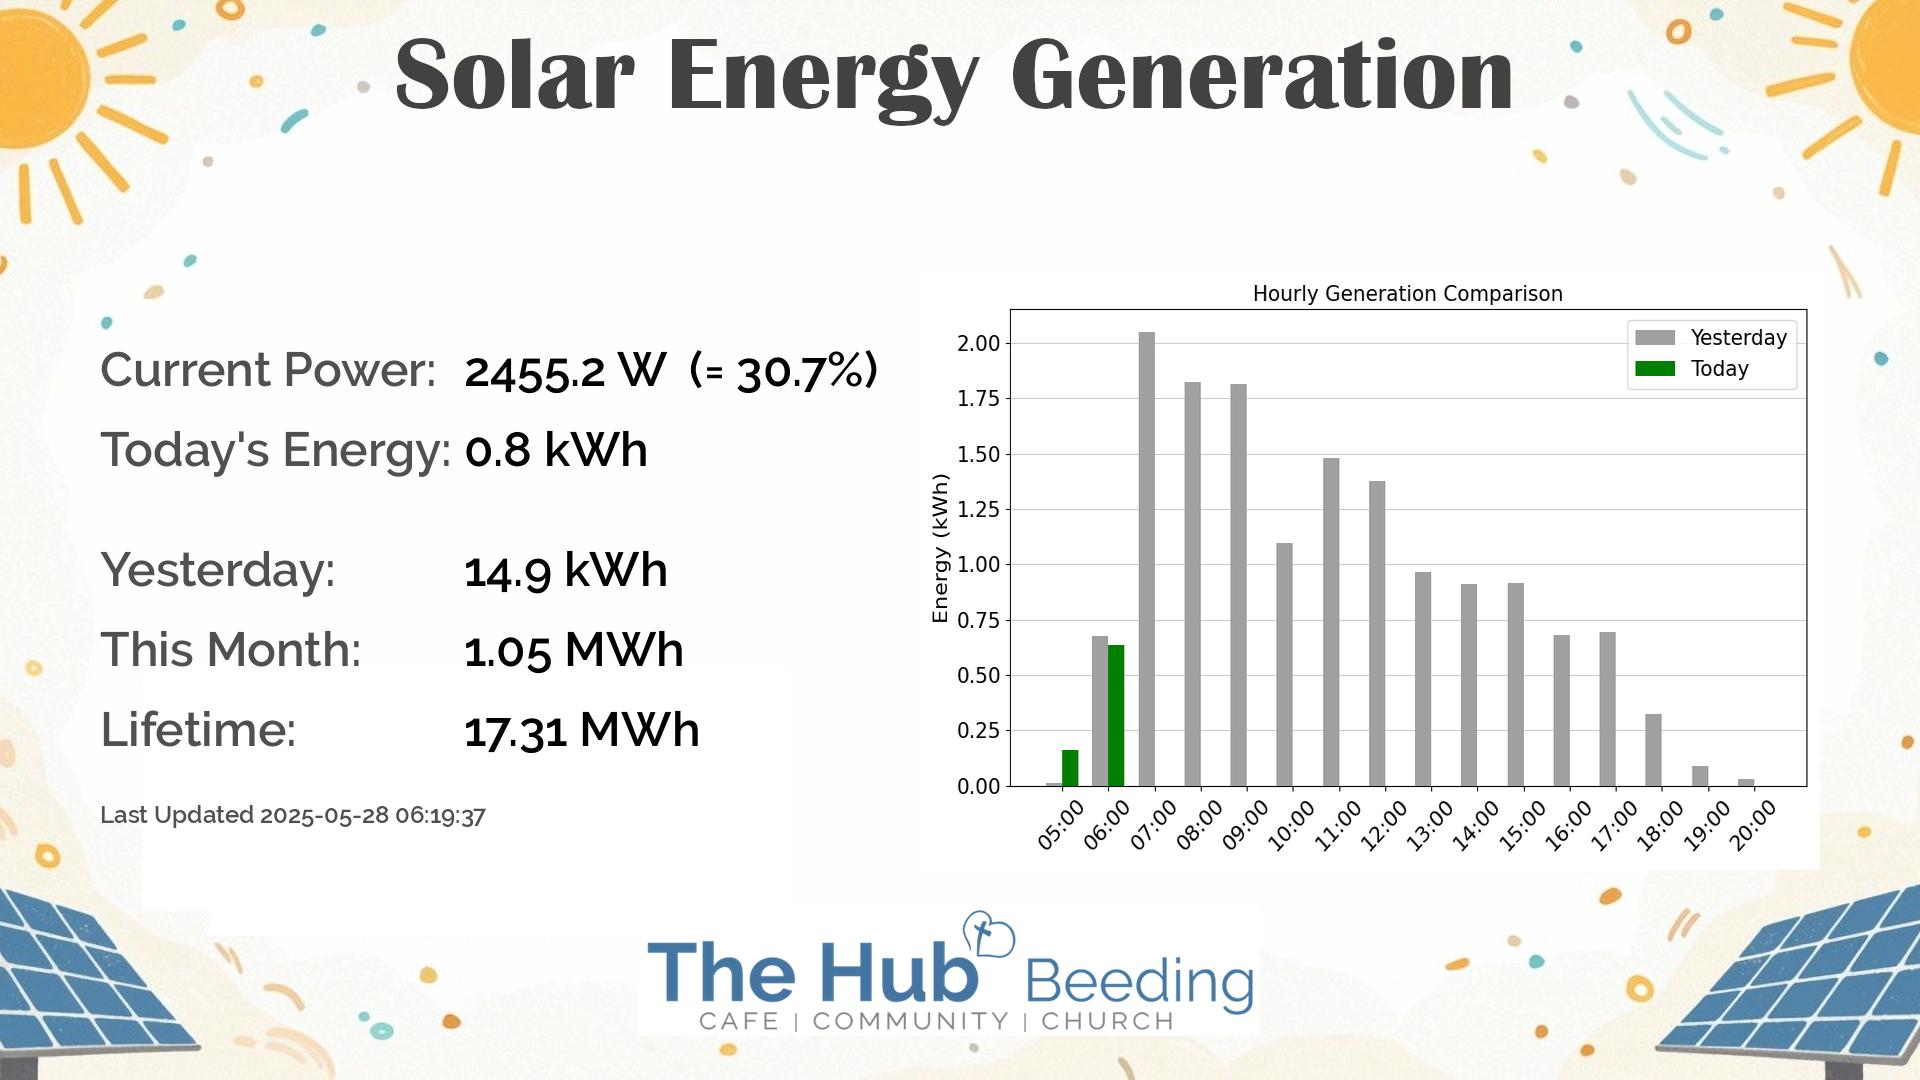 Solar Energy Generation
Current Power: 2455.2 W (= 30.7%)
Today's Energy: 0.8 kWh
Yesterday: 14.9 kWh
This Month: 1.05 MWh
Lifetime: 17.31 MWh
Last Updated 2025-05-28 06:19:37
Hourly Generation Comparison
Yesterday
Today
Energy (kWh)
2.00
1.75
1.50
1.25
1.00
0.75
0.50
0.25
0.00
05:00 06:00 07:00 08:00 09:00 10:00 11:00 12:00 13:00 14:00 15:00 16:00 17:00 18:00 19:00 20:00
The Hub Beeding
CAFE | COMMUNITY | CHURCH